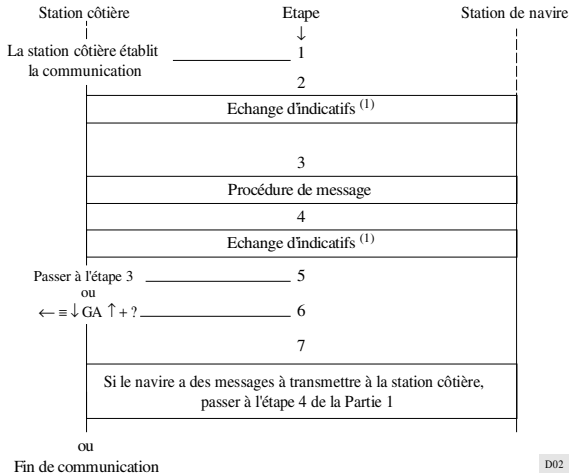 Station côtière Etape Station de navire
↓
La station côtière établit
la communication
1
2
Echange d'indicatifs (1)
3
Procédure de message
4
Echange d'indicatifs (1)
Passer à l'étape 3 5
ou
← ≡ ↓ GA ↑ + ? 6
7
Si le navire a des messages à transmettre à la station côtière,
passer à l'étape 4 de la Partie 1
ou
Fin de communication
D02